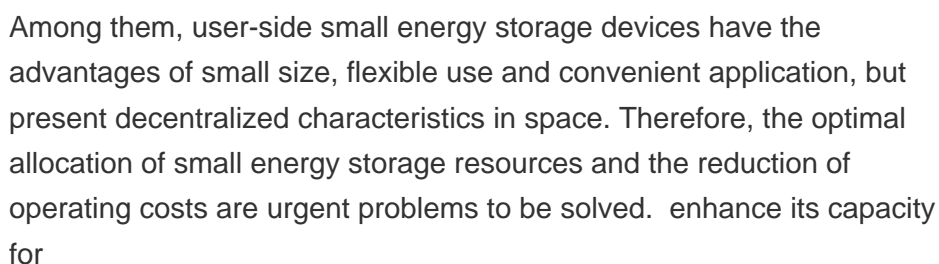 Among them, user-side small energy storage devices have the
advantages of small size, flexible use and convenient application, but
present decentralized characteristics in space. Therefore, the optimal
allocation of small energy storage resources and the reduction of
operating costs are urgent problems to be solved.  enhance its capacity
for